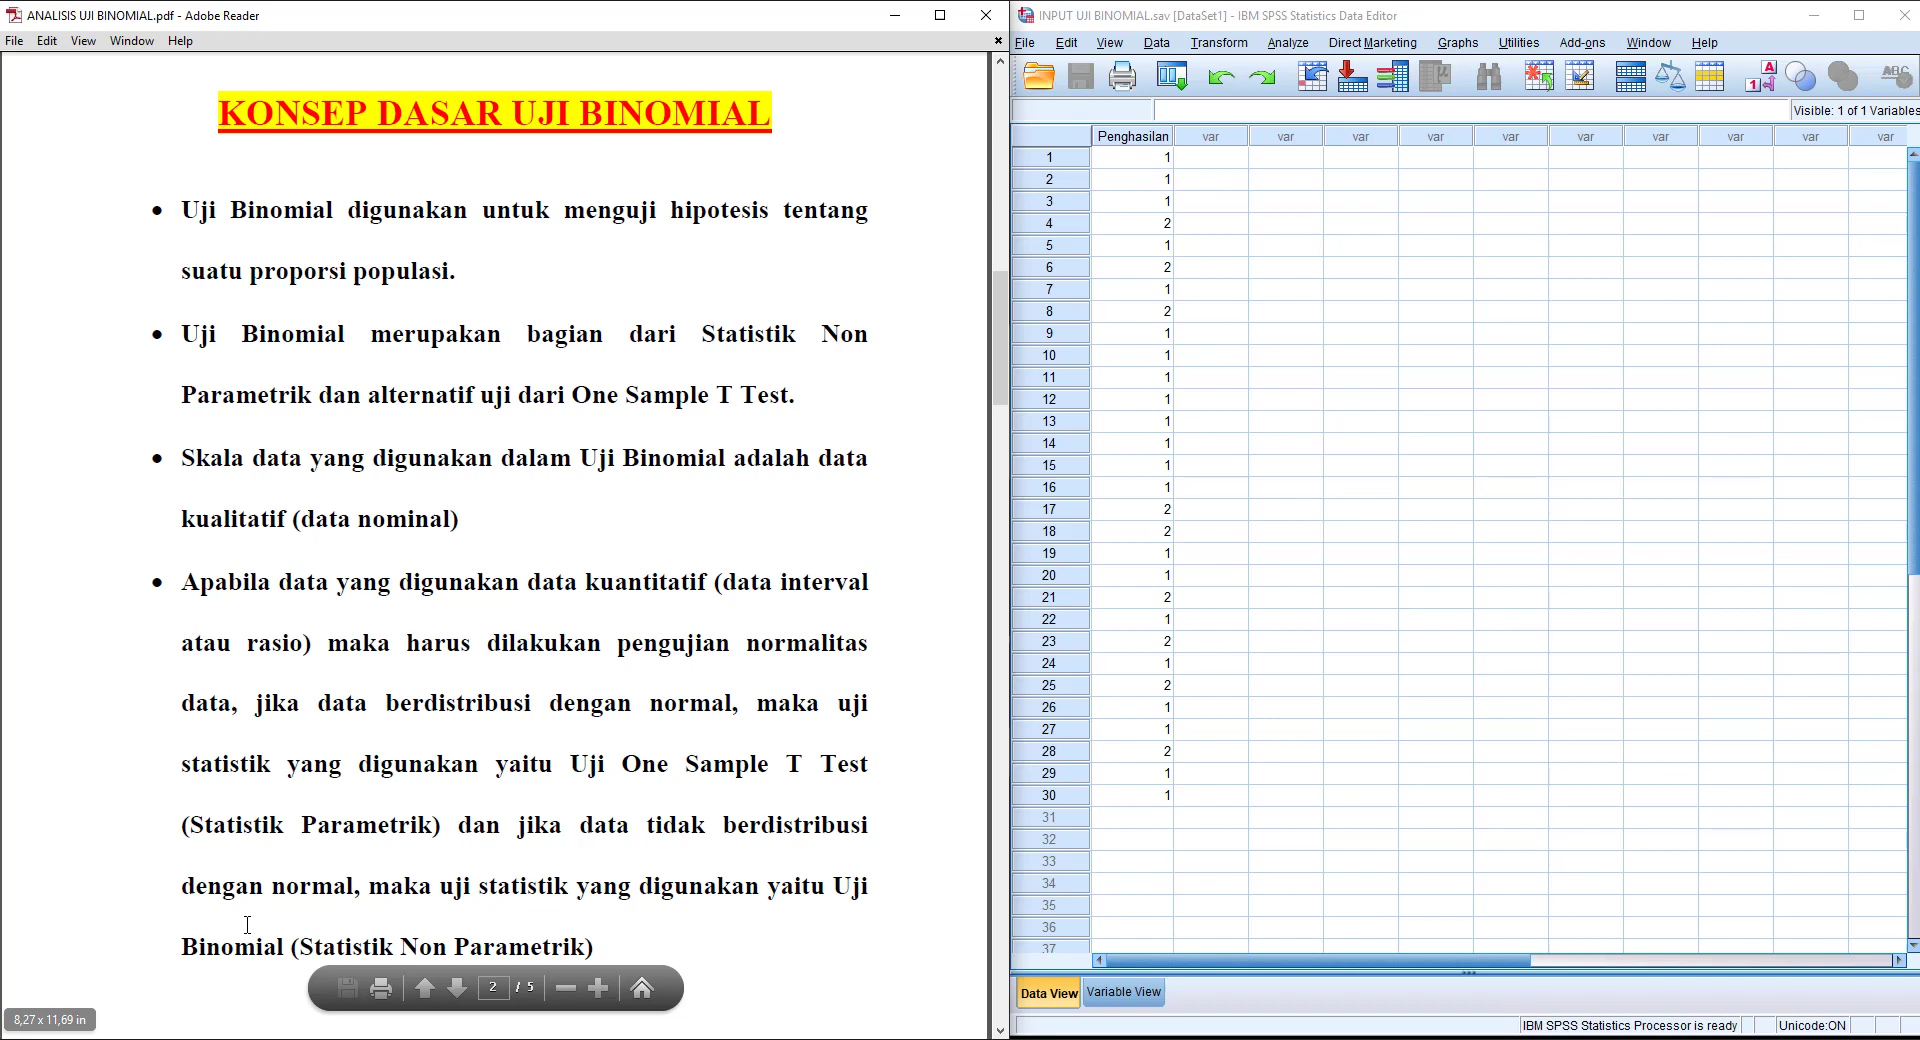 ANALISIS UJI BINOMIAL.pdf - Adobe Reader
File Edit View Window Help
KONSEP DASAR UJI BINOMIAL
• Uji Binomial digunakan untuk menguji hipotesis tentang
suatu proporsi populasi.
• Uji Binomial merupakan bagian dari Statistik Non
Parametrik dan alternatif uji dari One Sample T Test.
• Skala data yang digunakan dalam Uji Binomial adalah data
kualitatif (data nominal)
• Apabila data yang digunakan data kuantitatif (data interval
atau rasio) maka harus dilakukan pengujian normalitas
data, jika data berdistribusi dengan normal, maka uji
statistik yang digunakan yaitu Uji One Sample T Test
(Statistik Parametrik) dan jika data tidak berdistribusi
dengan normal, maka uji statistik yang digunakan yaitu Uji
Binomial (Statistik Non Parametrik)
2 / 5
8,27 x 11,69 in
INPUT UJI BINOMIAL.sav [DataSet1] - IBM SPSS Statistics Data Editor
File Edit View Data Transform Analyze Direct Marketing Graphs Utilities Add-ons Window Help
Visible: 1 of 1 Variables
Penghasilan var var var var var var var var var var
1 1
2 1
3 1
4 2
5 1
6 2
7 1
8 2
9 1
10 1
11 1
12 1
13 1
14 1
15 1
16 1
17 2
18 2
19 1
20 1
21 2
22 1
23 2
24 1
25 2
26 1
27 1
28 2
29 1
30 1
31
32
33
34
35
36
37
Data View Variable View
IBM SPSS Statistics Processor is ready Unicode:ON